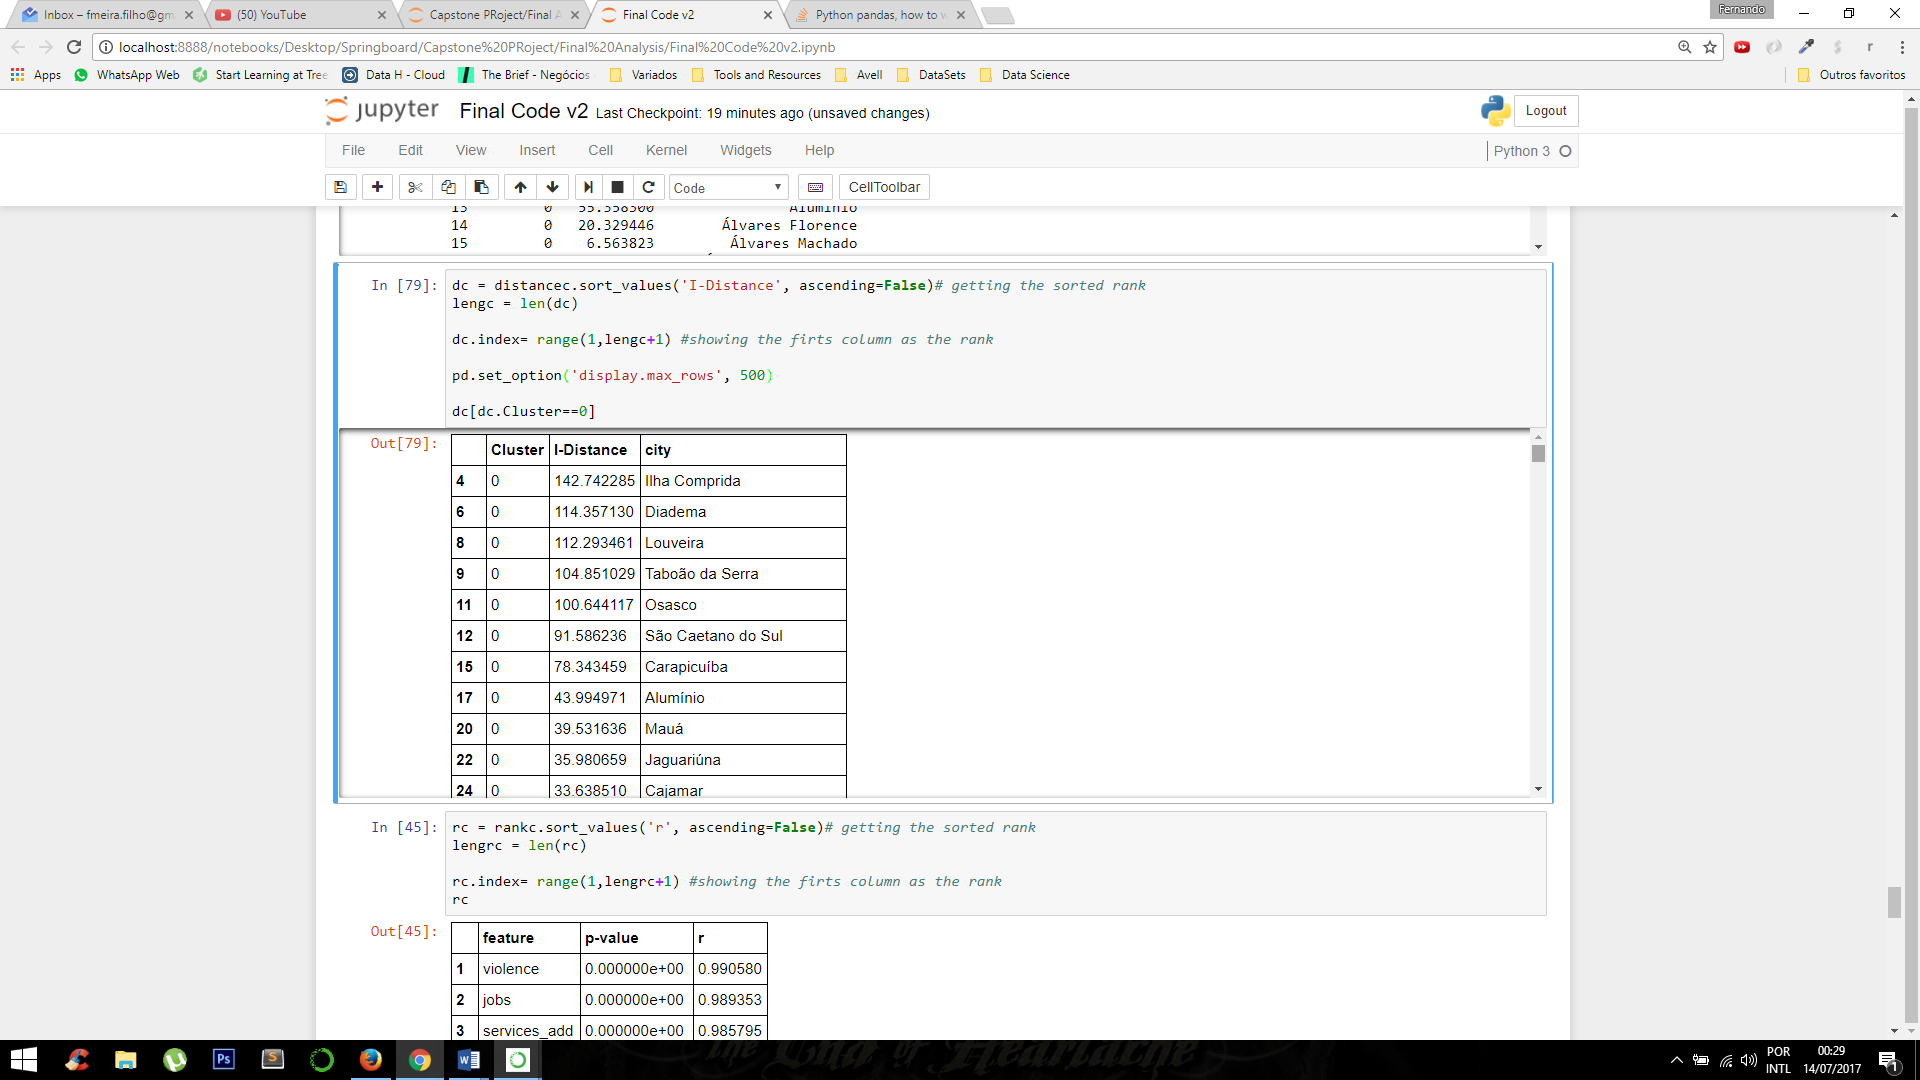 Inbox – fmeira.filho@gm
(50) YouTube
Capstone PRoject/Final A
Final Code v2
Python pandas, how to w
Fernando
localhost:8888/notebooks/Desktop/Springboard/Capstone%20PRoject/Final%20Analysis/Final%20Code%20v2.ipynb
Apps
WhatsApp Web
Start Learning at Tree
Data H - Cloud
The Brief - Negócios
Variados
Tools and Resources
Avell
DataSets
Data Science
Outros favoritos
jupyter Final Code v2 Last Checkpoint: 19 minutes ago (unsaved changes)
Logout
File Edit View Insert Cell Kernel Widgets Help
Python 3
Code
CellToolbar
13 0 55.358300 Alumínio
14 0 20.329446 Álvares Florence
15 0 6.563823 Álvares Machado
In [79]:
dc = distancec.sort_values('I-Distance', ascending=False)# getting the sorted rank
lengc = len(dc)
dc.index= range(1,lengc+1) #showing the firts column as the rank
pd.set_option('display.max_rows', 500)
dc[dc.Cluster==0]
Out[79]:
Cluster I-Distance city
4 0 142.742285 Ilha Comprida
6 0 114.357130 Diadema
8 0 112.293461 Louveira
9 0 104.851029 Taboão da Serra
11 0 100.644117 Osasco
12 0 91.586236 São Caetano do Sul
15 0 78.343459 Carapicuíba
17 0 43.994971 Alumínio
20 0 39.531636 Mauá
22 0 35.980659 Jaguariúna
24 0 33.638510 Cajamar
In [45]:
rc = rankc.sort_values('r', ascending=False)# getting the sorted rank
lengrc = len(rc)
rc.index= range(1,lengrc+1) #showing the firts column as the rank
rc
Out[45]:
feature p-value r
1 violence 0.000000e+00 0.990580
2 jobs 0.000000e+00 0.989353
3 services_add 0.000000e+00 0.985795
Ps
S
W
POR
INTL
00:29
14/07/2017
1